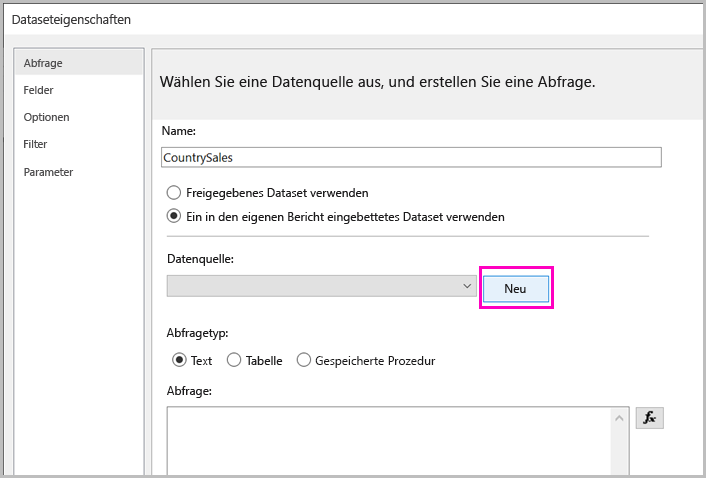 Dataseteigenschaften
Abfrage
Felder
Optionen
Filter
Parameter
Wählen Sie eine Datenquelle aus, und erstellen Sie eine Abfrage.
Name:
CountrySales
Freigegebenes Dataset verwenden
Ein in den eigenen Bericht eingebettetes Dataset verwenden
Datenquelle:
Neu
Abfragetyp:
Text Tabelle Gespeicherte Prozedur
Abfrage:
fx